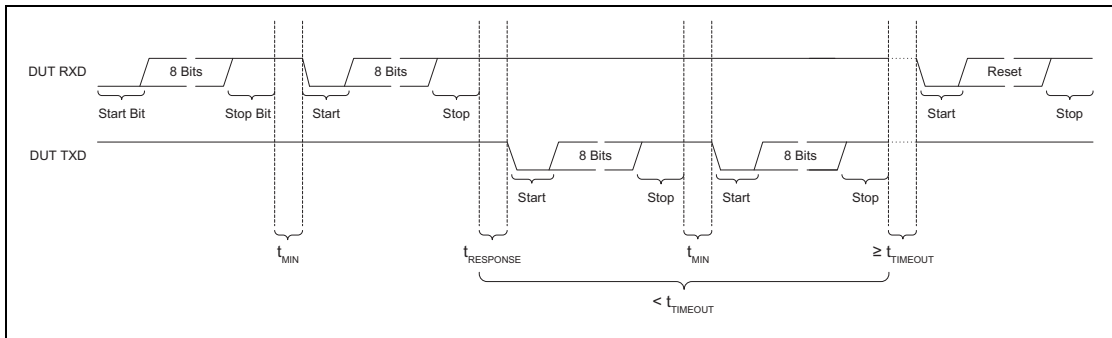 DUT RXD
8 Bits
8 Bits
Reset
Start Bit
Stop Bit
Start
Stop
Start
Stop
DUT TXD
8 Bits
8 Bits
Start
Stop
Start
Stop
tMIN
tRESPONSE
tMIN
≥ tTIMEOUT
< tTIMEOUT